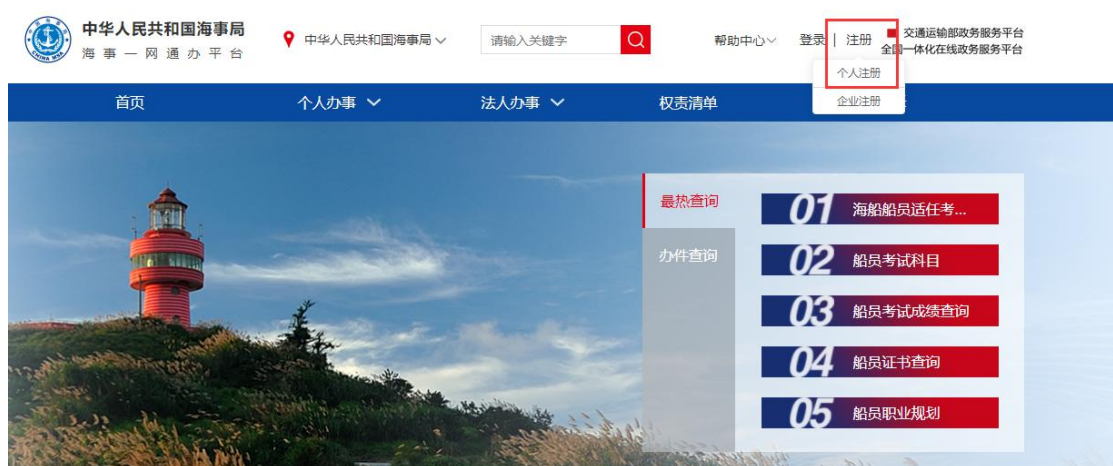 中华人民共和国海事局
海事一网通办平台
中华人民共和国海事局
请输入关键字
帮助中心
登录 | 注册
交通运输部政务服务平台
全国一体化在线政务服务平台
个人注册
企业注册
首页
个人办事
法人办事
权责清单
最热查询
办件查询
01 海船船员适任考...
02 船员考试科目
03 船员考试成绩查询
04 船员证书查询
05 船员职业规划
CHINA MSA